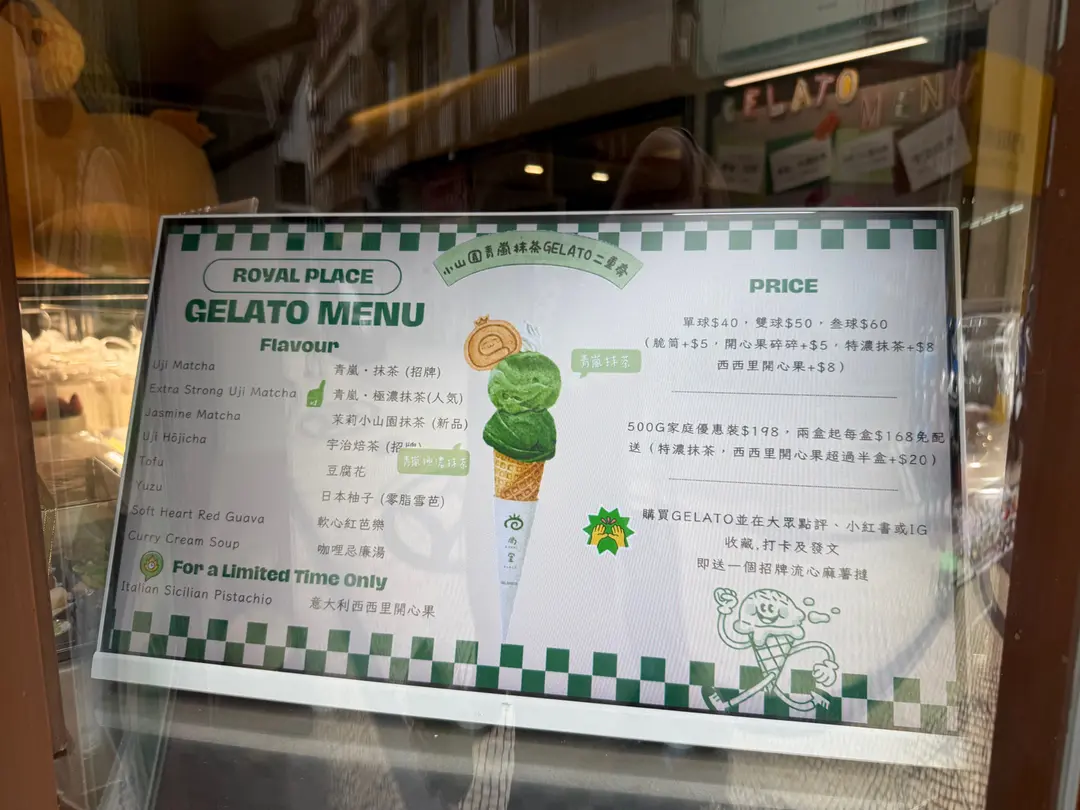 GELATO
MENU
小山園青嵐抹茶GELATO二重奏
ROYAL PLACE
GELATO MENU
Flavour
Uji Matcha 青嵐·抹茶 (招牌)
Extra Strong Uji Matcha 青嵐·極濃抹茶(人気)
Jasmine Matcha 茉莉小山園抹茶 (新品)
Uji Hōjicha 宇治焙茶 (招牌)
Tofu 豆腐花
Yuzu 日本柚子 (零脂雪芭)
Soft Heart Red Guava 軟心紅芭樂
Curry Cream Soup 咖哩忌廉湯
For a Limited Time Only
Italian Sicilian Pistachio 意大利西西里開心果
青嵐抹茶
青嵐極濃抹茶
PRICE
單球$40,雙球$50,叁球$60
(脆筒+$5,開心果碎碎+$5,特濃抹茶+$8
西西里開心果+$8)
500G家庭優惠裝$198,兩盒起每盒$168免配
送(特濃抹茶,西西里開心果超過半盒+$20)
購買GELATO並在大眾點評、小紅書或IG
收藏,打卡及發文
即送一個招牌流心麻薯撻